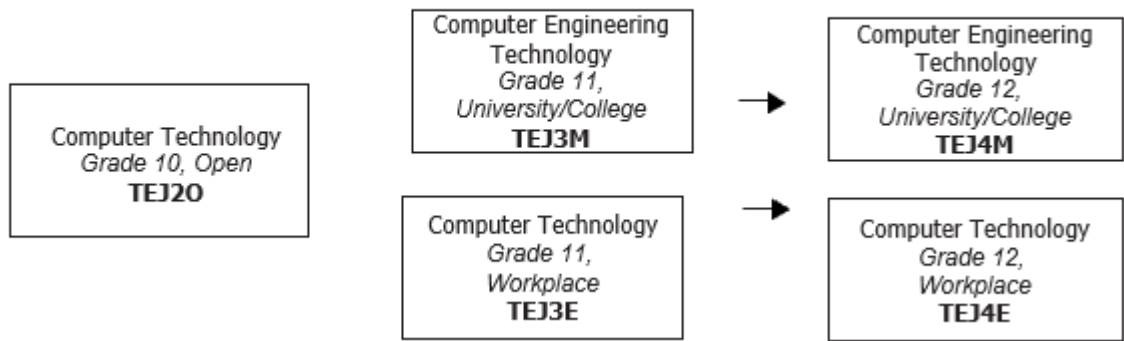 Computer Technology
Grade 10, Open
TEJ2O
Computer Engineering
Technology
Grade 11,
University/College
TEJ3M
Computer Engineering
Technology
Grade 12,
University/College
TEJ4M
Computer Technology
Grade 11,
Workplace
TEJ3E
Computer Technology
Grade 12,
Workplace
TEJ4E